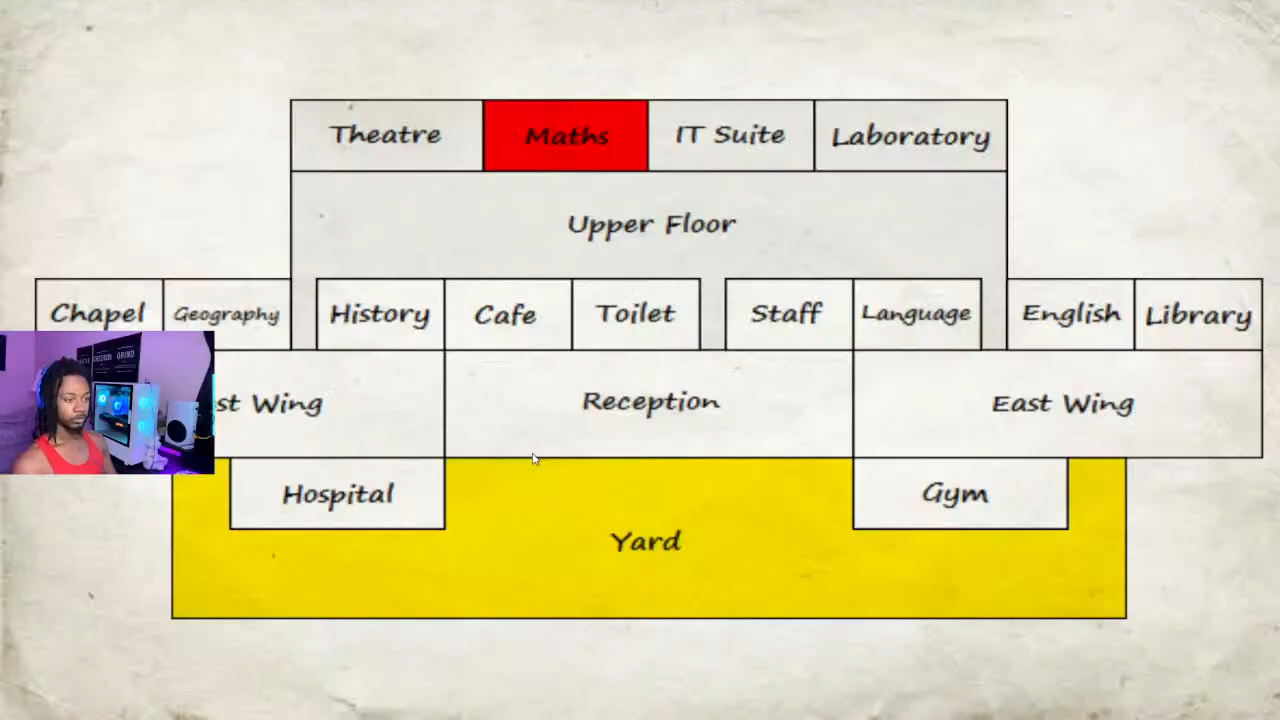 Theatre Maths IT Suite Laboratory
Upper Floor
Chapel Geography History Cafe Toilet Staff Language English Library
st Wing Reception East Wing
Hospital Gym
Yard